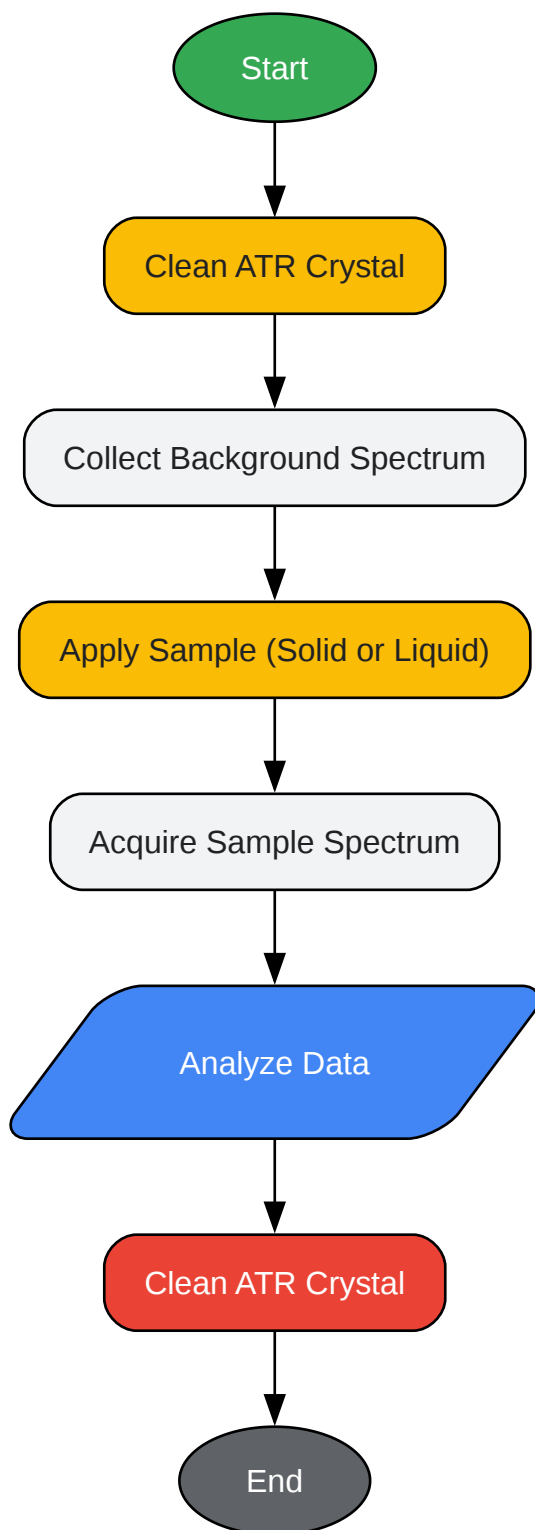 Start
Clean ATR Crystal
Collect Background Spectrum
Apply Sample (Solid or Liquid)
Acquire Sample Spectrum
Analyze Data
Clean ATR Crystal
End